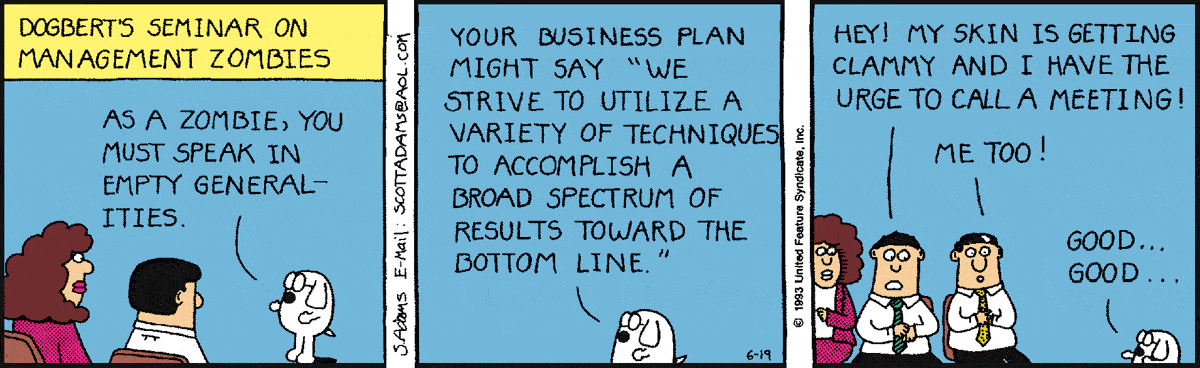 DOGBERT'S SEMINAR ON
MANAGEMENT ZOMBIES
AS A ZOMBIE, YOU
MUST SPEAK IN
EMPTY GENERAL-
ITIES.
S.Adams E-Mail: SCOTTADAMS@AOL.COM
YOUR BUSINESS PLAN
MIGHT SAY "WE
STRIVE TO UTILIZE A
VARIETY OF TECHNIQUES
TO ACCOMPLISH A
BROAD SPECTRUM OF
RESULTS TOWARD THE
BOTTOM LINE."
6-19
© 1993 United Feature Syndicate, Inc.
HEY! MY SKIN IS GETTING
CLAMMY AND I HAVE THE
URGE TO CALL A MEETING!
ME TOO!
GOOD...
GOOD...